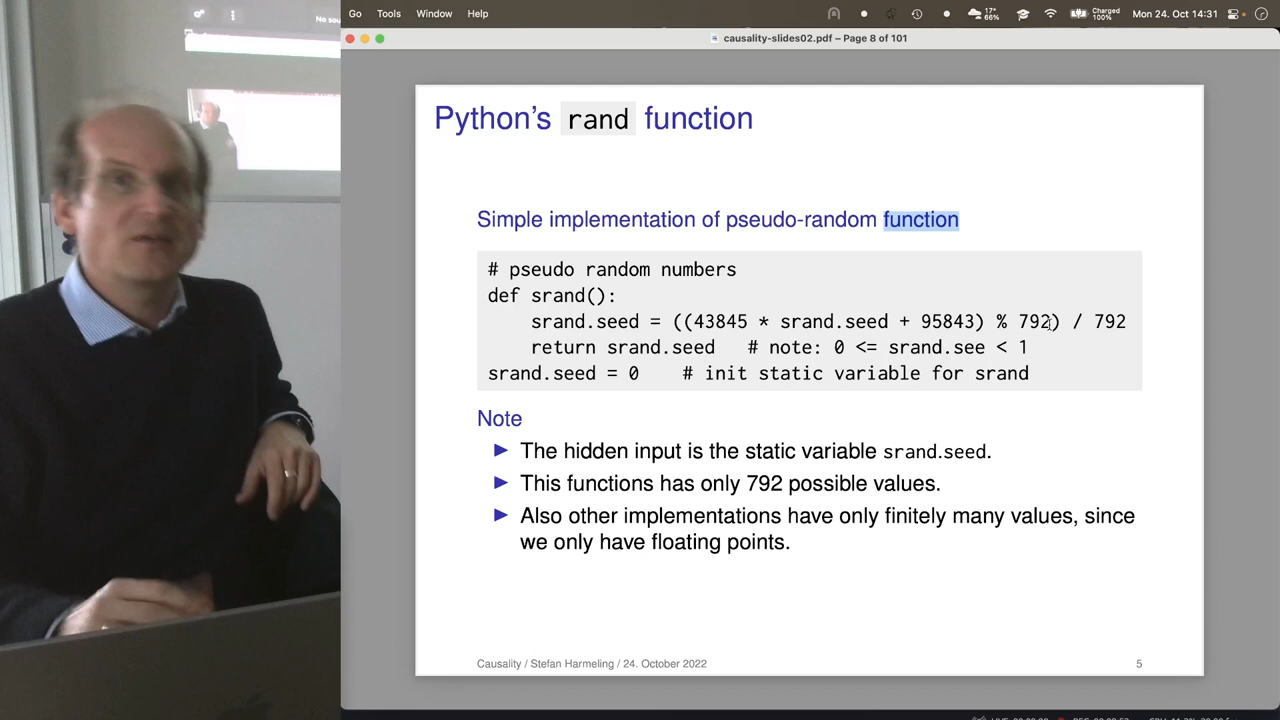 Go Tools Window Help
17°
66%
Charged
100%
Mon 24. Oct 14:31
causality-slides02.pdf – Page 8 of 101
Python's rand function
Simple implementation of pseudo-random function
# pseudo random numbers
def srand():
srand.seed = ((43845 * srand.seed + 95843) % 792) / 792
return srand.seed # note: 0 <= srand.see < 1
srand.seed = 0 # init static variable for srand
Note
▶ The hidden input is the static variable srand.seed.
▶ This functions has only 792 possible values.
▶ Also other implementations have only finitely many values, since
we only have floating points.
Causality / Stefan Harmeling / 24. October 2022
5